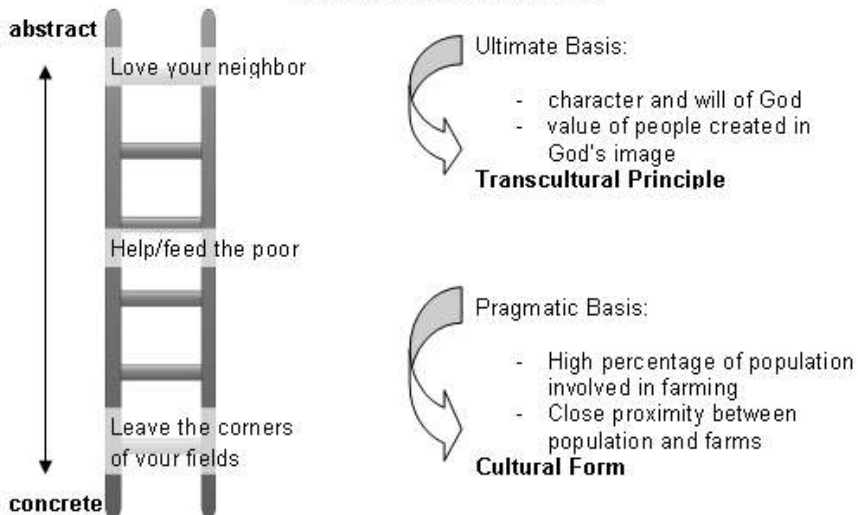 abstract
Love your neighbor
Help/feed the poor
Leave the corners
of your fields
concrete
Ultimate Basis:
- character and will of God
- value of people created in
God's image
Transcultural Principle
Pragmatic Basis:
- High percentage of population
involved in farming
- Close proximity between
population and farms
Cultural Form